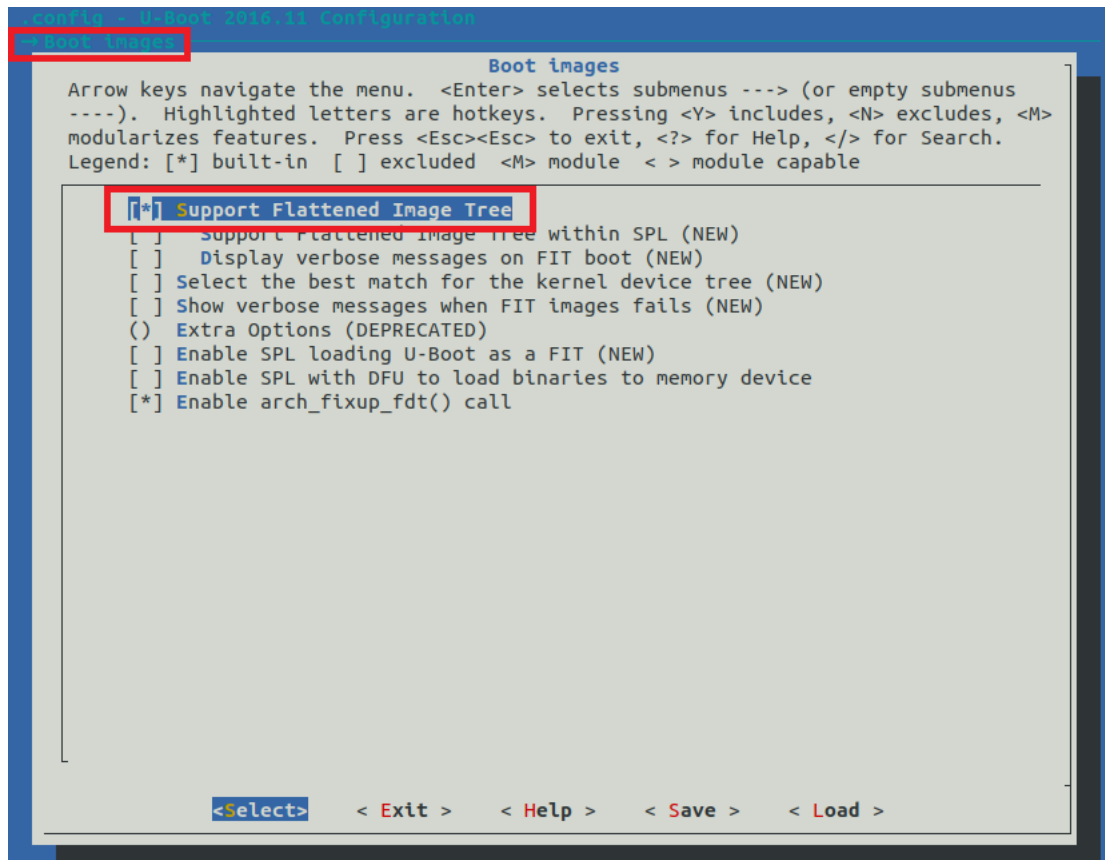 .config - U-Boot 2016.11 Configuration
→ Boot images
Boot images
Arrow keys navigate the menu.  <Enter> selects submenus ---> (or empty submenus
----).  Highlighted letters are hotkeys.  Pressing <Y> includes, <N> excludes, <M>
modularizes features.  Press <Esc><Esc> to exit, <?> for Help, </> for Search.
Legend: [*] built-in  [ ] excluded  <M> module  < > module capable
[*] Support Flattened Image Tree
[ ]   Support Flattened Image Tree within SPL (NEW)
[ ]   Display verbose messages on FIT boot (NEW)
[ ] Select the best match for the kernel device tree (NEW)
[ ] Show verbose messages when FIT images fails (NEW)
()  Extra Options (DEPRECATED)
[ ] Enable SPL loading U-Boot as a FIT (NEW)
[ ] Enable SPL with DFU to load binaries to memory device
[*] Enable arch_fixup_fdt() call
<Select>    < Exit >    < Help >    < Save >    < Load >